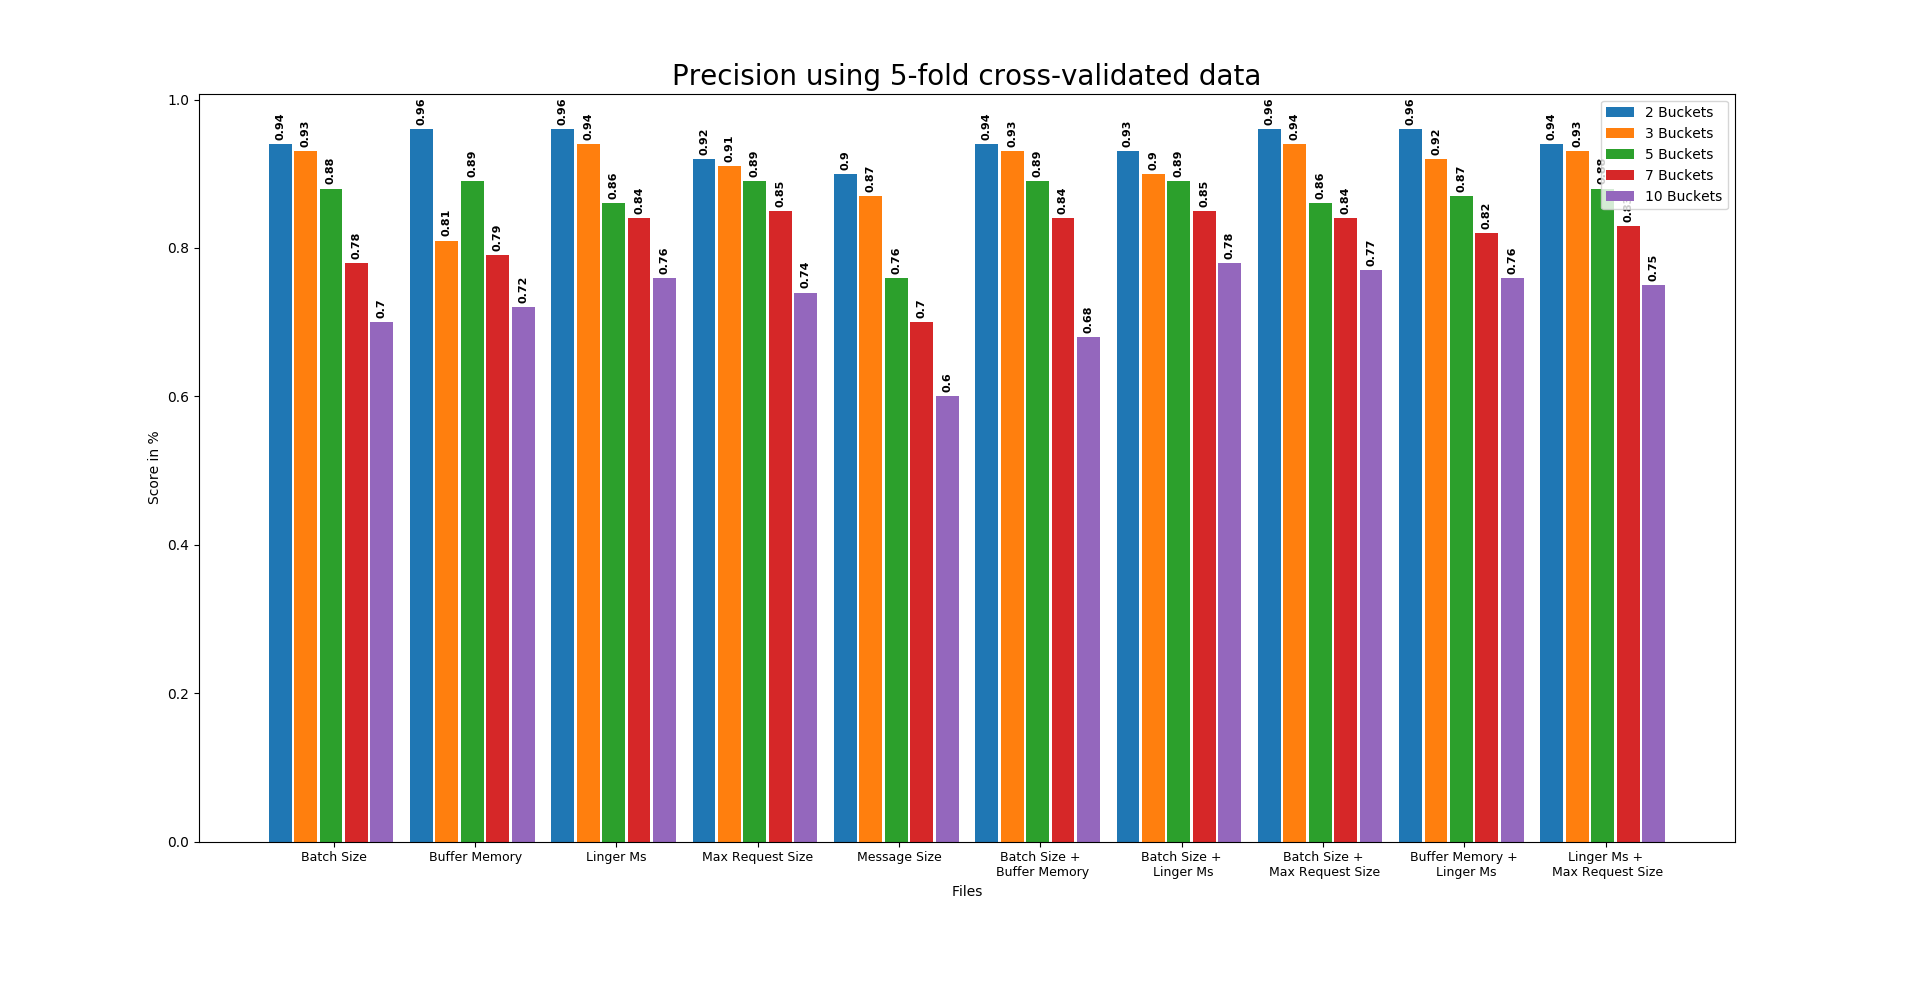 Precision using 5-fold cross-validated data
1.0
0.8
0.6
0.4
0.2
0.0
Score in %
0.94
0.93
0.88
0.78
0.7
0.96
0.81
0.89
0.79
0.72
0.96
0.94
0.86
0.84
0.76
0.92
0.91
0.89
0.85
0.74
0.9
0.87
0.76
0.7
0.6
0.94
0.93
0.89
0.84
0.68
0.93
0.9
0.89
0.85
0.78
0.96
0.94
0.86
0.84
0.77
0.96
0.92
0.87
0.82
0.76
0.94
0.93
0.88
0.75
2 Buckets
3 Buckets
5 Buckets
7 Buckets
10 Buckets
Batch Size
Buffer Memory
Linger Ms
Max Request Size
Message Size
Batch Size +
Buffer Memory
Batch Size +
Linger Ms
Batch Size +
Max Request Size
Buffer Memory +
Linger Ms
Linger Ms +
Max Request Size
Files